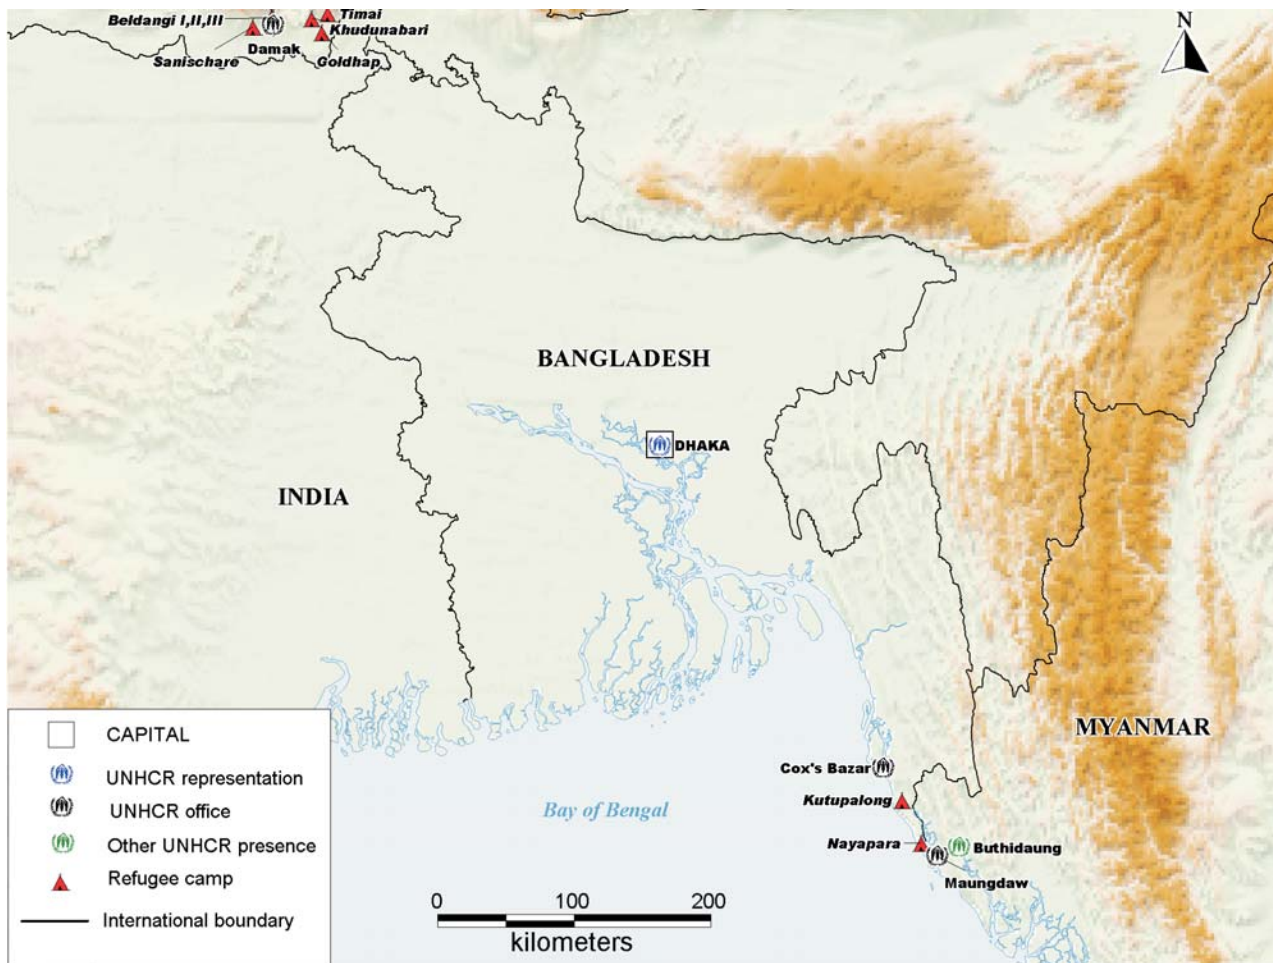 Beldangi I,II,III
Timai
Khudunabari
Sanischare
Damak
Goldhap
N
BANGLADESH
DHAKA
INDIA
MYANMAR
Cox's Bazar
Kutupalong
Bay of Bengal
Nayapara
Buthidaung
Maungdaw
CAPITAL
UNHCR representation
UNHCR office
Other UNHCR presence
Refugee camp
International boundary
0 100 200
kilometers